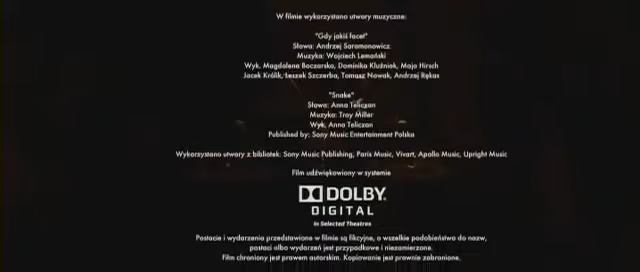 W filmie wykorzystano utwory muzyczne:
"Gdy jakiś facet"
Słowa: Andrzej Saramonowicz
Muzyka: Wojciech Lemański
Wyk. Magdalena Boczarska, Dominika Kluźniak, Maja Hirsch
Jacek Królik, Leszek Szczerba, Tomasz Nowak, Andrzej Rękas
"Snake"
Słowa: Anna Teliczan
Muzyka: Troy Miller
Wyk. Anna Teliczan
Published by: Sony Music Entertainment Polska
Wykorzystano utwory z bibliotek: Sony Music Publishing, Paris Music, Vivart, Apollo Music, Upright Music
Film udźwiękowiony w systemie
DOLBY
DIGITAL
In Selected Theatres
Postacie i wydarzenia przedstawione w filmie są fikcyjne, a wszelkie podobieństwo do nazw,
postaci albo wydarzeń jest przypadkowe i niezamierzone.
Film chroniony jest prawem autorskim. Kopiowanie jest prawnie zabronione.